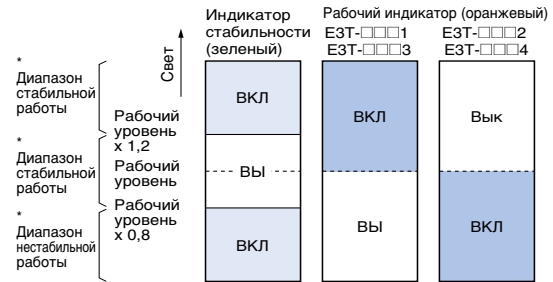 Индикатор стабильности (зеленый)
Рабочий индикатор (оранжевый)
E3T-□□□1
E3T-□□□3
E3T-□□□2
E3T-□□□4
Свет
*
Диапазон
стабильной
работы
Рабочий
уровень
x 1,2
*
Диапазон
стабильной
работы
Рабочий
уровень
*
Диапазон
нестабильной
работы
Рабочий
уровень
x 0,8
ВКЛ
ВЫ
ВКЛ
ВКЛ
ВЫ
Вык
ВКЛ